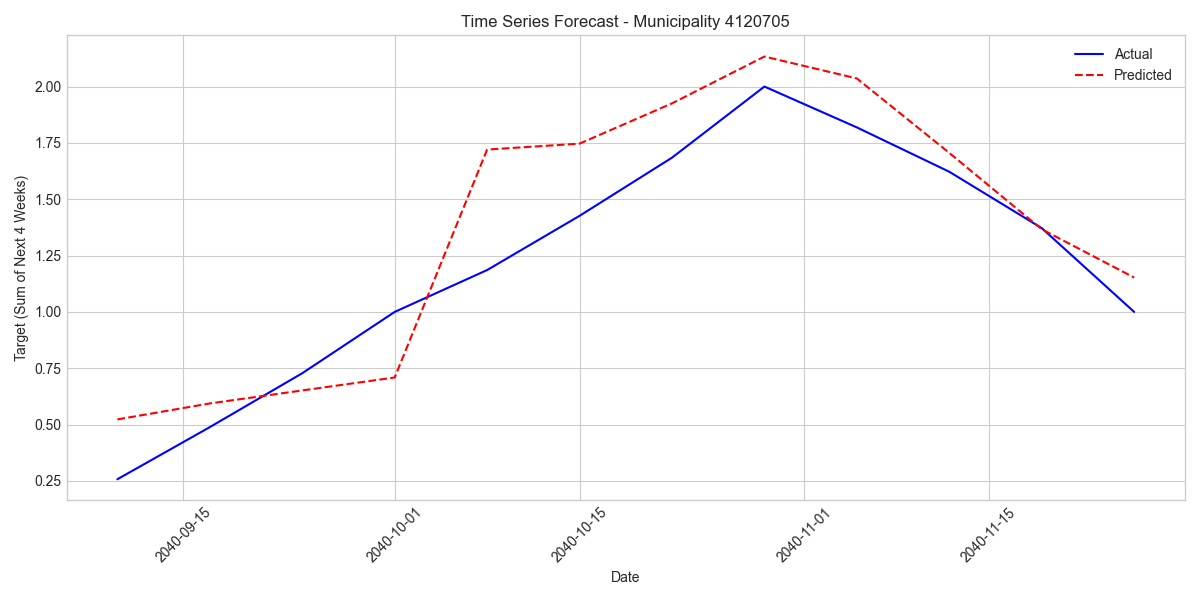 Time Series Forecast - Municipality 4120705
Actual
Predicted
Target (Sum of Next 4 Weeks)
2.00
1.75
1.50
1.25
1.00
0.75
0.50
0.25
2040-09-15
2040-10-01
2040-10-15
2040-11-01
2040-11-15
Date